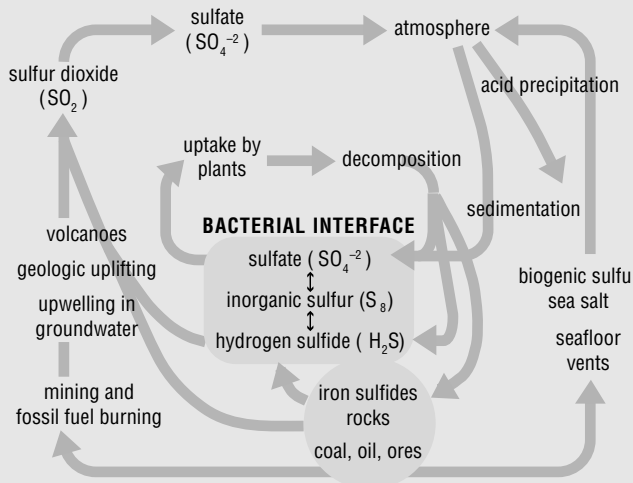 sulfate
(SO₄⁻²)
atmosphere
sulfur dioxide
(SO₂)
acid precipitation
uptake by
plants
decomposition
sedimentation
BACTERIAL INTERFACE
sulfate (SO₄⁻²)
inorganic sulfur (S₈)
hydrogen sulfide (H₂S)
volcanoes
geologic uplifting
upwelling in
groundwater
mining and
fossil fuel burning
biogenic sulfu
sea salt
seafloor
vents
iron sulfides
rocks
coal, oil, ores